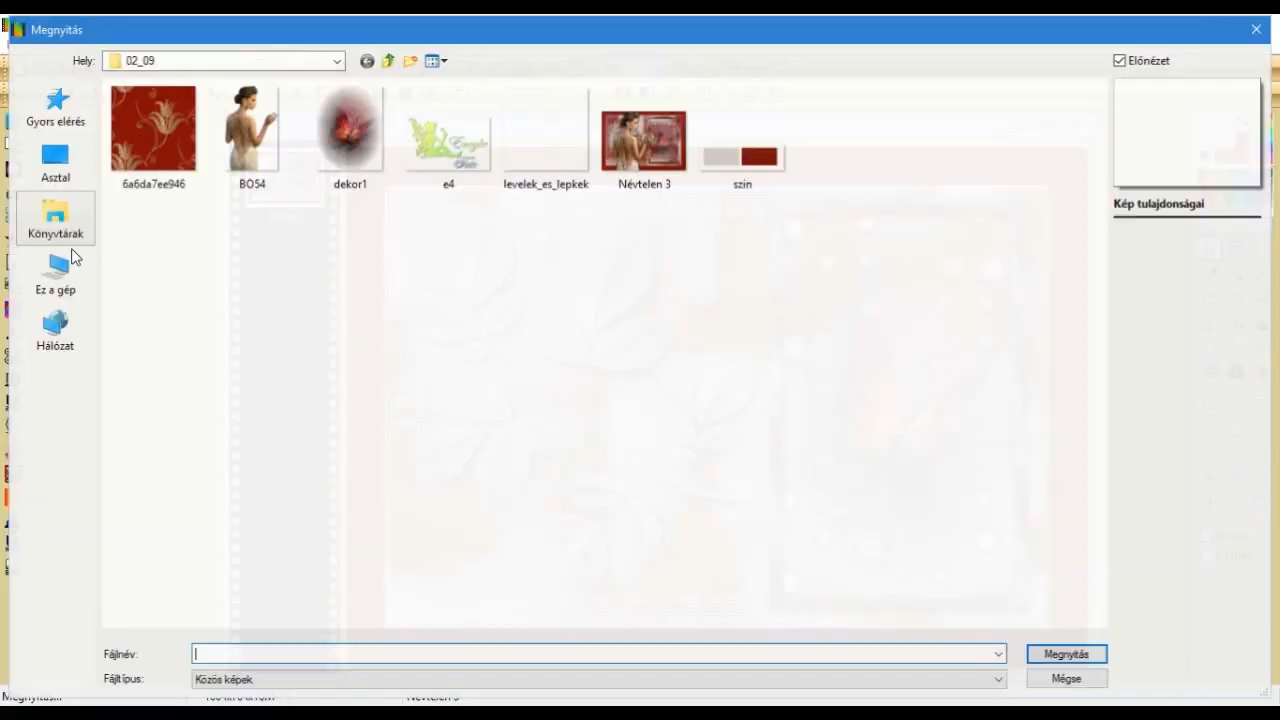 Megnyitás
Hely:
02_09
Előnézet
Gyors elérés
Asztal
Könyvtárak
Ez a gép
Hálózat
6a6da7ee946
BO54
dekor1
e4
levelek_es_lepkek
Névtelen 3
szín
Kép tulajdonságai
Fájlnév:
Megnyitás
Fájltípus:
Közös képek
Mégse